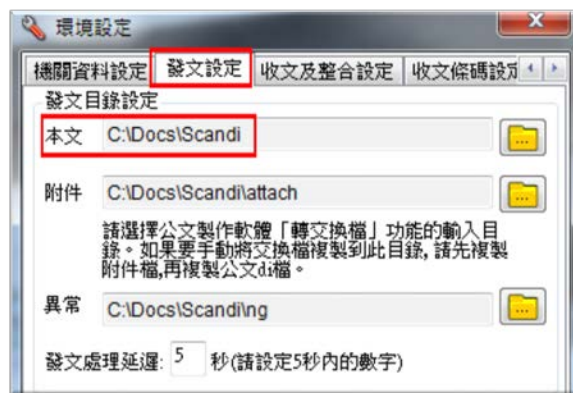 環境設定
機關資料設定 發文設定 收文及整合設定 收文條碼設定
發文目錄設定
本文 C:\Docs\Scandi
附件 C:\Docs\Scandi\attach
請選擇公文製作軟體「轉交換檔」功能的輸入目
錄。如果要手動將交換檔複製到此目錄, 請先複製
附件檔,再複製公文di檔。
異常 C:\Docs\Scandi\ng
發文處理延遲: 5 秒(請設定5秒內的數字)